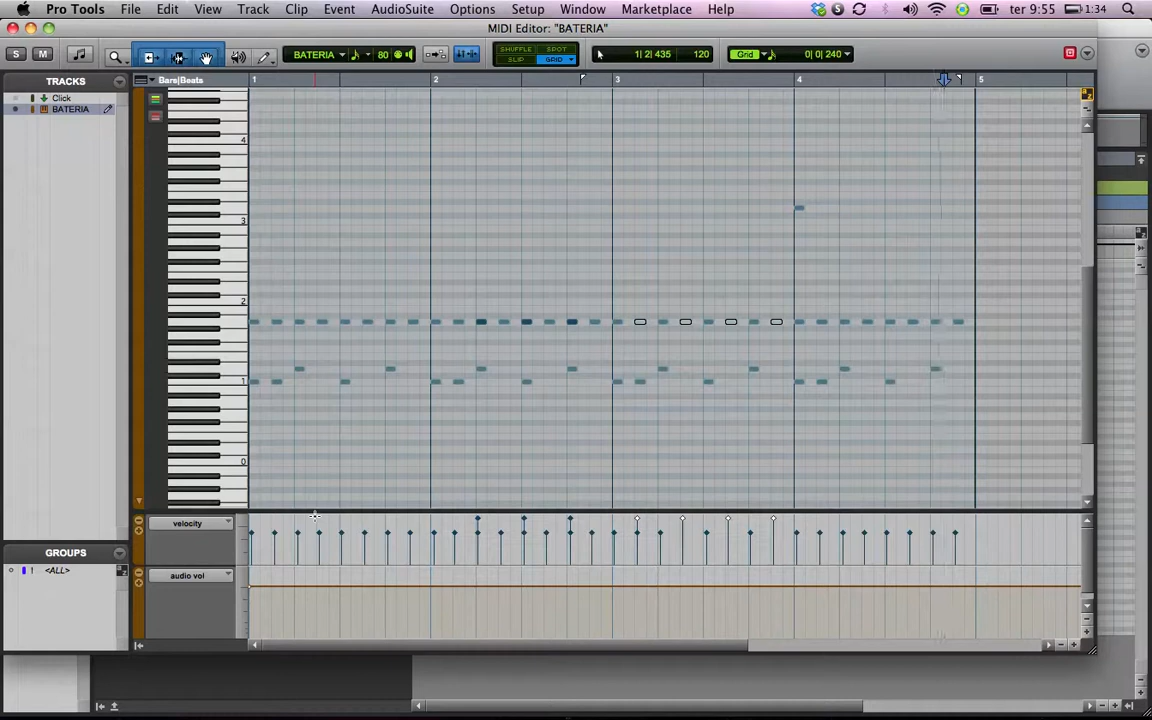 Pro Tools File Edit View Track Clip Event AudioSuite Options Setup Window Marketplace Help ter 9:55 1:34
MIDI Editor: "BATERIA"
S M BATERIA 80 SHUFFLE SPOT SLIP GRID 1| 2| 435 120 Grid 0| 0| 240
TRACKS Bars|Beats 1 2 3 4 5
Click
BATERIA
4
3
2
1
0
velocity
GROUPS
! <ALL>
audio vol